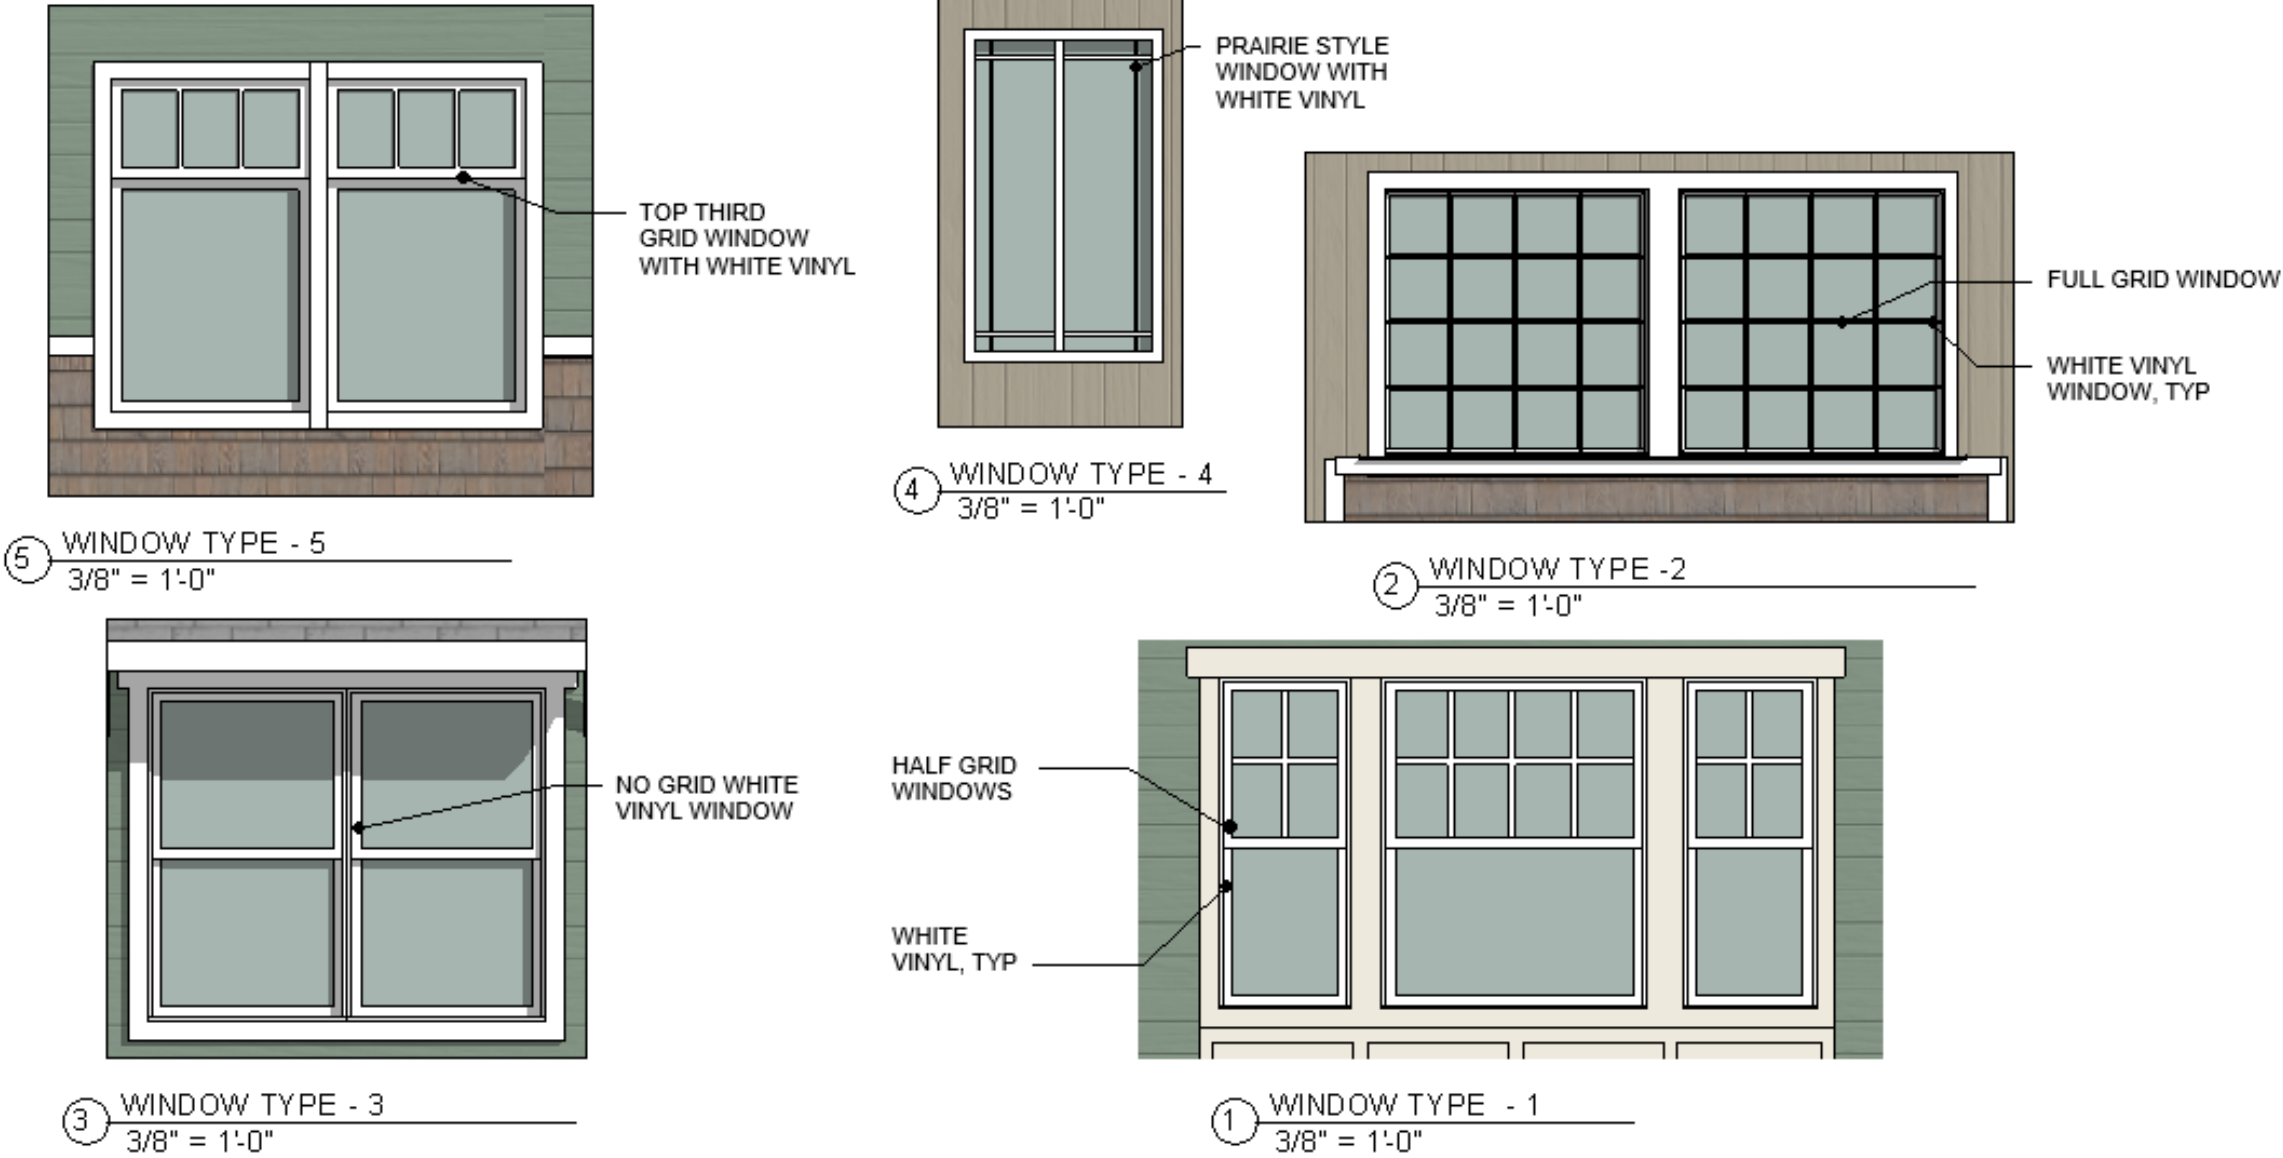 PRAIRIE STYLE
WINDOW WITH
WHITE VINYL
TOP THIRD
GRID WINDOW
WITH WHITE VINYL
FULL GRID WINDOW
WHITE VINYL
WINDOW, TYP
4 WINDOW TYPE - 4
3/8" = 1'-0"
5 WINDOW TYPE - 5
3/8" = 1'-0"
2 WINDOW TYPE -2
3/8" = 1'-0"
NO GRID WHITE
VINYL WINDOW
HALF GRID
WINDOWS
WHITE
VINYL, TYP
3 WINDOW TYPE - 3
3/8" = 1'-0"
1 WINDOW TYPE - 1
3/8" = 1'-0"